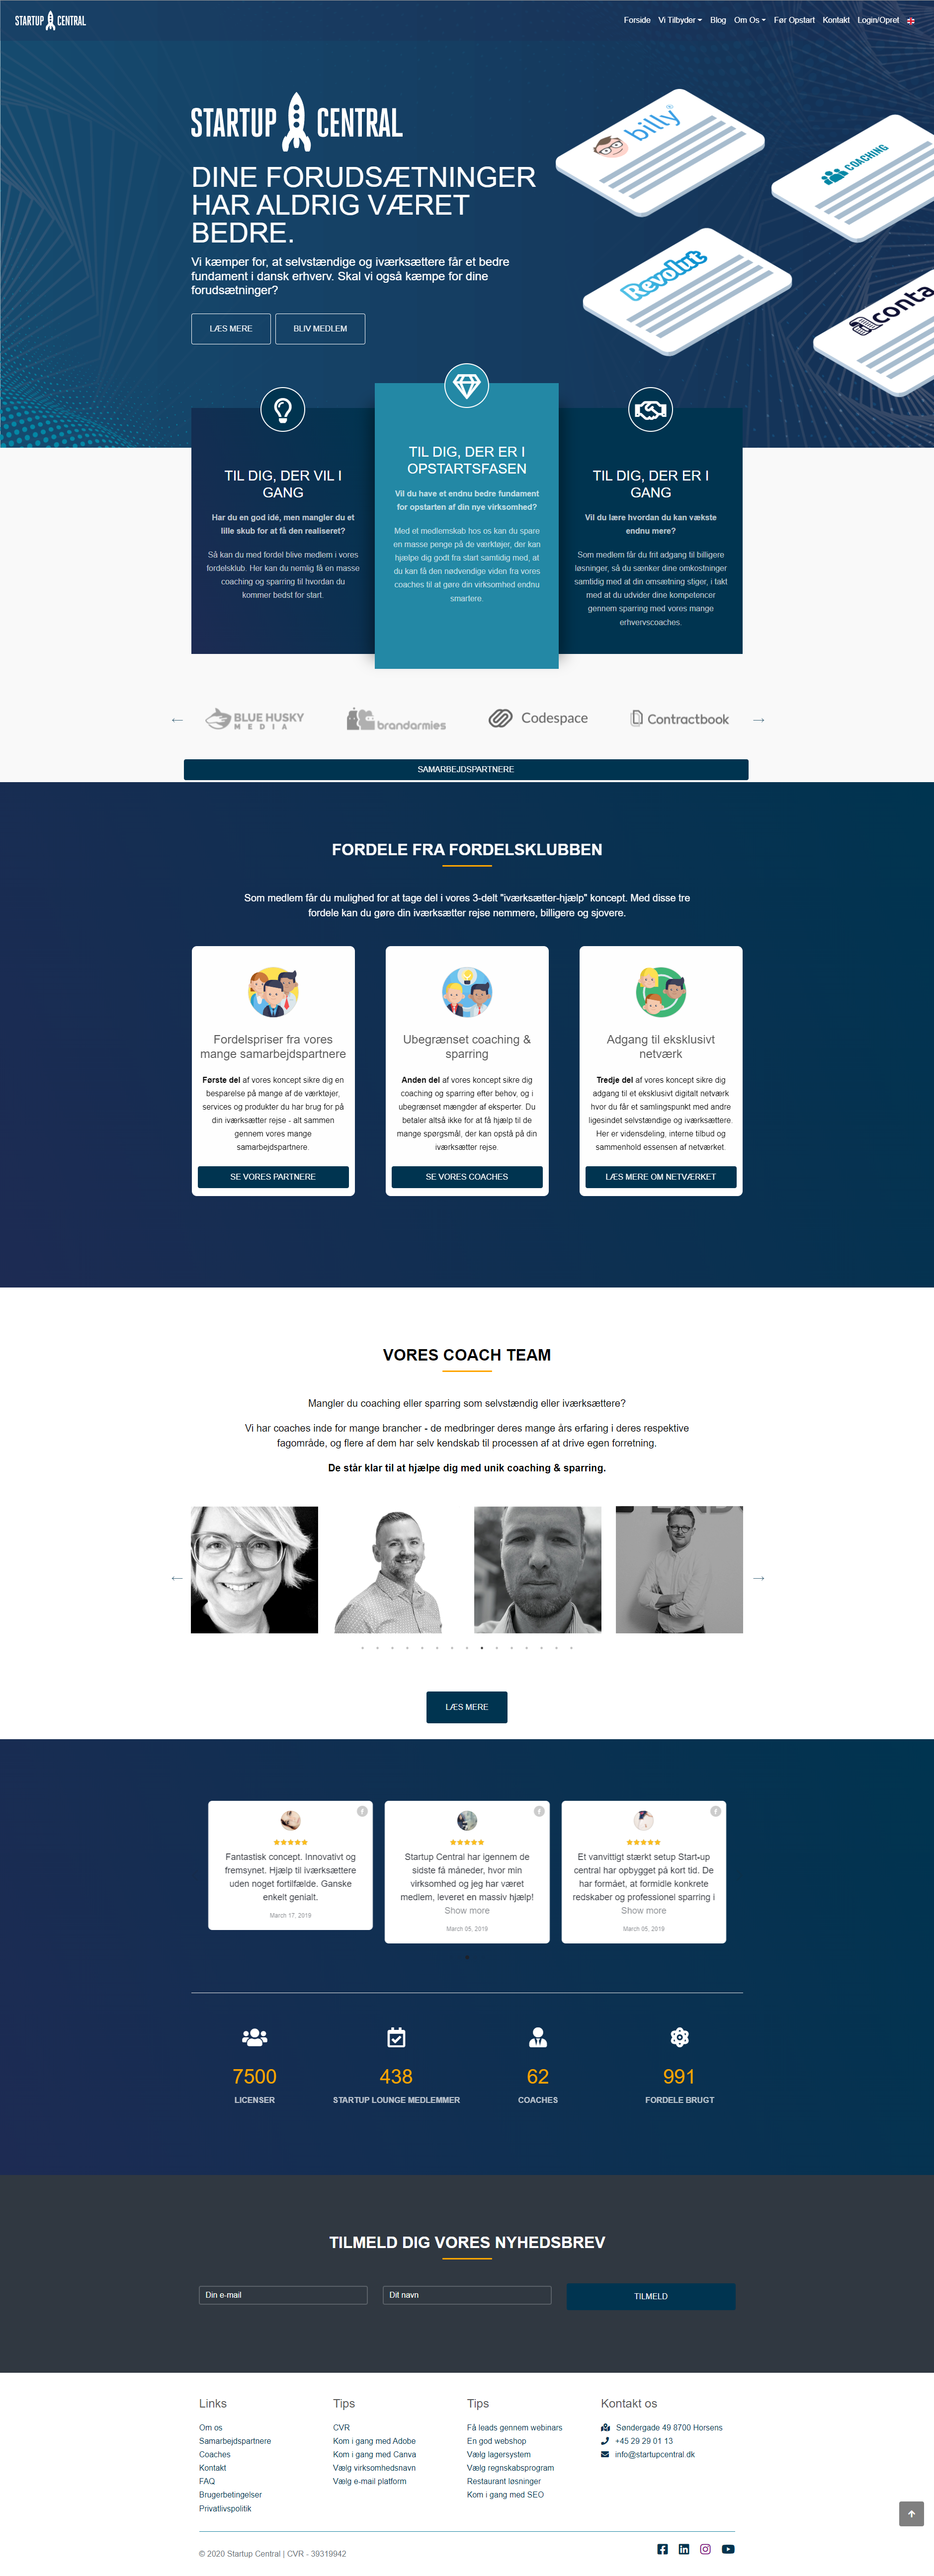 STARTUP CENTRAL
Forside Vi Tilbyder Blog Om Os Før Opstart Kontakt Login/Opret
STARTUP CENTRAL
DINE FORUDSÆTNINGER
HAR ALDRIG VÆRET
BEDRE.
Vi kæmper for, at selvstændige og iværksættere får et bedre
fundament i dansk erhverv. Skal vi også kæmpe for dine
forudsætninger?
LÆS MERE BLIV MEDLEM
billy
COACHING
Revolut
conta
TIL DIG, DER VIL I
GANG
Har du en god idé, men mangler du et
lille skub for at få den realiseret?
Så kan du med fordel blive medlem i vores
fordelsklub. Her kan du nemlig få en masse
coaching og sparring til hvordan du
kommer bedst for start.
TIL DIG, DER ER I
OPSTARTSFASEN
Vil du have et endnu bedre fundament
for opstarten af din nye virksomhed?
Med et medlemskab hos os kan du spare
en masse penge på de værktøjer, der kan
hjælpe dig godt fra start samtidig med, at
du kan få den nødvendige viden fra vores
coaches til at gøre din virksomhed endnu
smartere.
TIL DIG, DER ER I
GANG
Vil du lære hvordan du kan vækste
endnu mere?
Som medlem får du frit adgang til billigere
løsninger, så du sænker dine omkostninger
samtidig med at din omsætning stiger, i takt
med at du udvider dine kompetencer
gennem sparring med vores mange
erhvervscoaches.
BLUE HUSKY
MEDIA
brandarmies
Codespace
Contractbook
SAMARBEJDSPARTNERE
FORDELE FRA FORDELSKLUBBEN
Som medlem får du mulighed for at tage del i vores 3-delt "iværksætter-hjælp" koncept. Med disse tre
fordele kan du gøre din iværksætter rejse nemmere, billigere og sjovere.
Fordelspriser fra vores
mange samarbejdspartnere
Første del af vores koncept sikre dig en
besparelse på mange af de værktøjer,
services og produkter du har brug for på
din iværksætter rejse - alt sammen
gennem vores mange
samarbejdspartnere.
SE VORES PARTNERE
Ubegrænset coaching &
sparring
Anden del af vores koncept sikre dig
coaching og sparring efter behov, og i
ubegrænset mængder af eksperter. Du
betaler altså ikke for at få hjælp til de
mange spørgsmål, der kan opstå på din
iværksætter rejse.
SE VORES COACHES
Adgang til eksklusivt
netværk
Tredje del af vores koncept sikre dig
adgang til et eksklusivt digitalt netværk
hvor du får et samlingspunkt med andre
ligesindet selvstændige og iværksættere.
Her er vidensdeling, interne tilbud og
sammenhold essensen af netværket.
LÆS MERE OM NETVÆRKET
VORES COACH TEAM
Mangler du coaching eller sparring som selvstændig eller iværksættere?
Vi har coaches inde for mange brancher - de medbringer deres mange års erfaring i deres respektive
fagområde, og flere af dem har selv kendskab til processen af at drive egen forretning.
De står klar til at hjælpe dig med unik coaching & sparring.
LÆS MERE
Fantastisk concept. Innovativt og
fremsynet. Hjælp til iværksættere
uden noget fortilfælde. Ganske
enkelt genialt.
March 17, 2019
Startup Central har igennem de
sidste få måneder, hvor min
virksomhed og jeg har været
medlem, leveret en massiv hjælp!
Show more
March 05, 2019
Et vanvittigt stærkt setup Start-up
central har opbygget på kort tid. De
har formået, at formidle konkrete
redskaber og professionel sparring i
Show more
March 05, 2019
7500
LICENSER
438
STARTUP LOUNGE MEDLEMMER
62
COACHES
991
FORDELE BRUGT
TILMELD DIG VORES NYHEDSBREV
Din e-mail Dit navn TILMELD
Links
Om os
Samarbejdspartnere
Coaches
Kontakt
FAQ
Brugerbetingelser
Privatlivspolitik
Tips
CVR
Kom i gang med Adobe
Kom i gang med Canva
Vælg virksomhedsnavn
Vælg e-mail platform
Tips
Få leads gennem webinars
En god webshop
Vælg lagersystem
Vælg regnskabsprogram
Restaurant løsninger
Kom i gang med SEO
Kontakt os
Søndergade 49 8700 Horsens
+45 29 29 01 13
info@startupcentral.dk
© 2020 Startup Central | CVR - 39319942